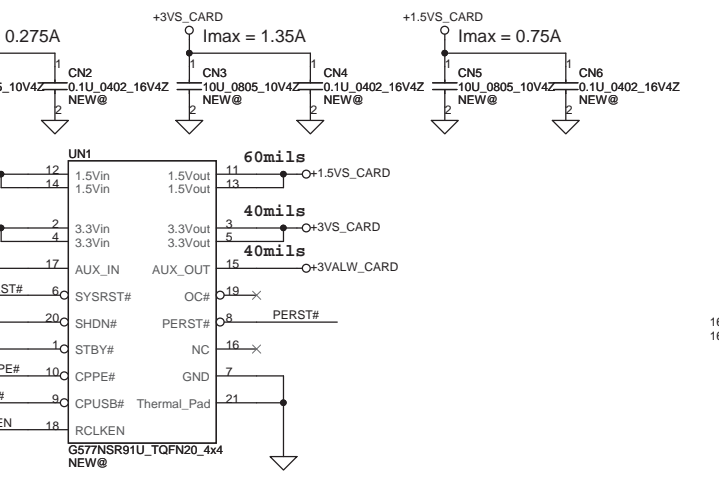 +3VS_CARD
+1.5VS_CARD
0.275A
Imax = 1.35A
Imax = 0.75A
1
CN2
0.1U_0402_16V4Z
NEW@
2
1
CN3
10U_0805_10V4Z
NEW@
2
1
CN4
0.1U_0402_16V4Z
NEW@
2
1
CN5
10U_0805_10V4Z
NEW@
2
1
CN6
0.1U_0402_16V4Z
NEW@
2
5_10V4Z
UN1
60mils
12 1.5Vin 1.5Vout 11 +1.5VS_CARD
14 1.5Vin 1.5Vout 13
40mils
2 3.3Vin 3.3Vout 3 +3VS_CARD
4 3.3Vin 3.3Vout 5
40mils
17 AUX_IN AUX_OUT 15 +3VALW_CARD
ST# 6 SYSRST# OC# 19
20 SHDN# PERST# 8 PERST#
1 STBY# NC 16
PE# 10 CPPE# GND 7
# 9 CPUSB# Thermal_Pad 21
EN 18 RCLKEN
G577NSR91U_TQFN20_4x4
NEW@
16
16